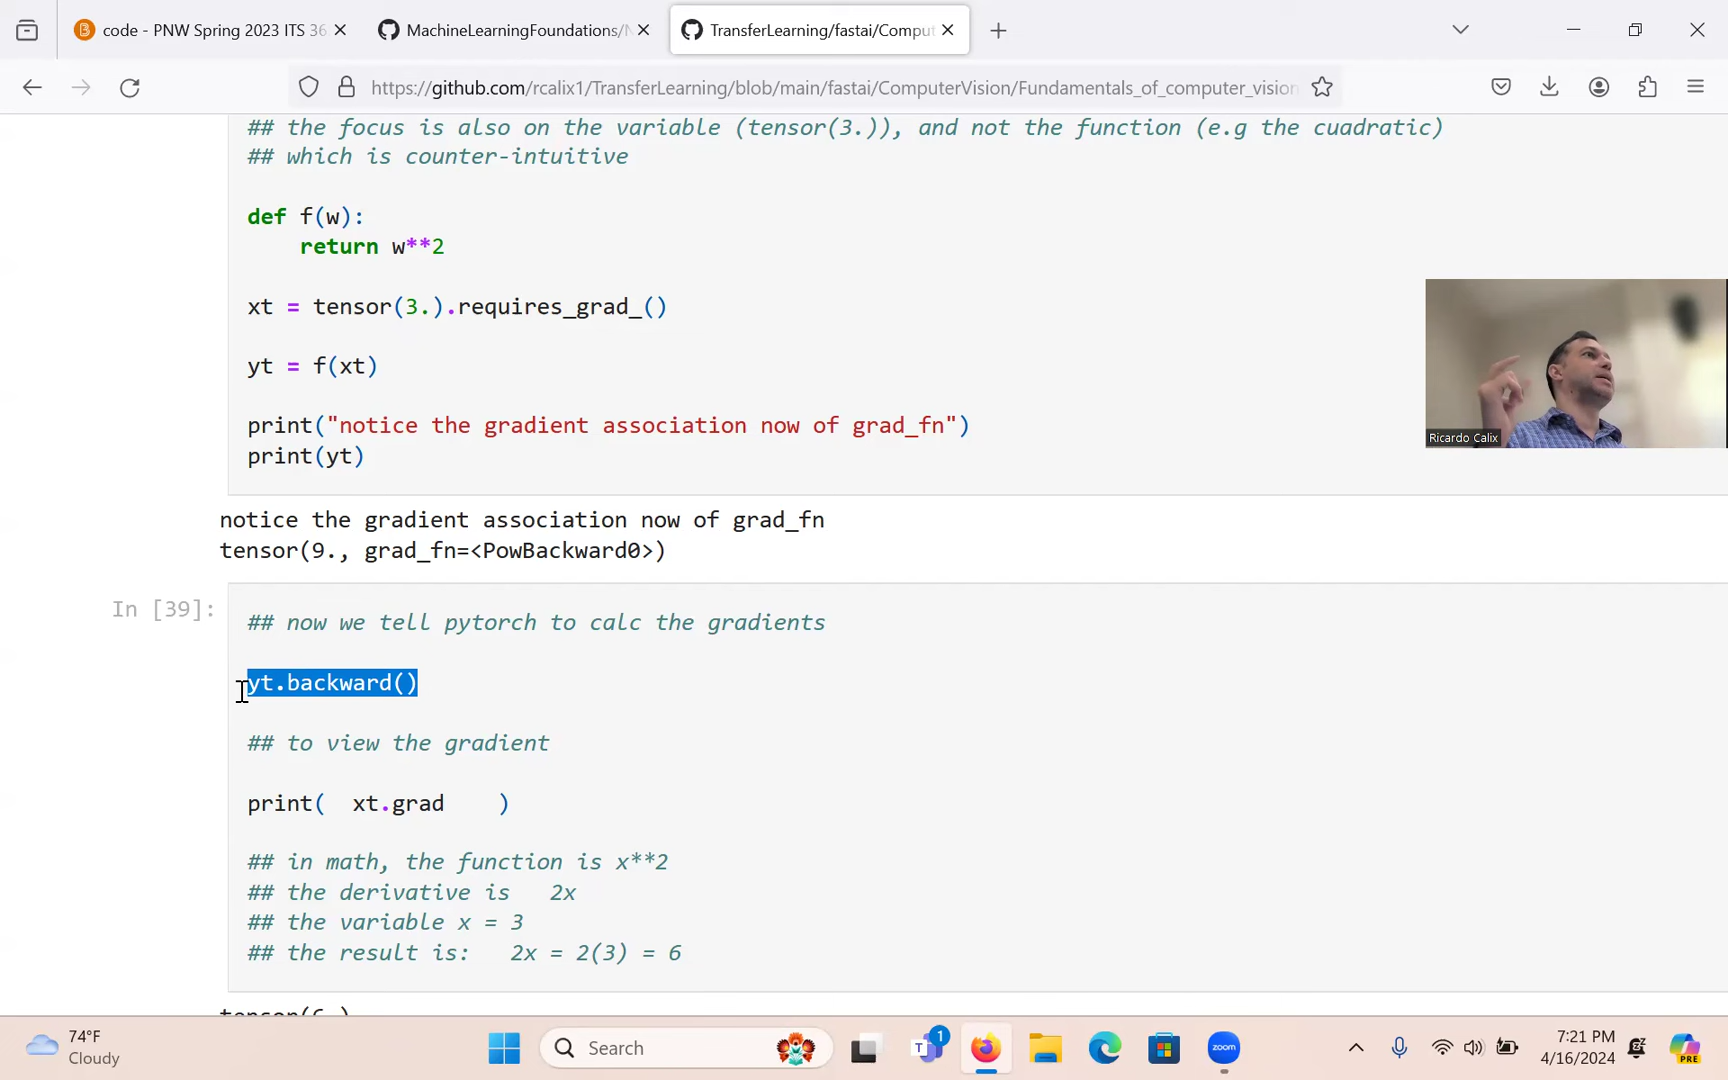 code - PNW Spring 2023 ITS 36
MachineLearningFoundations/N
TransferLearning/fastai/Comput
https://github.com/rcalix1/TransferLearning/blob/main/fastai/ComputerVision/Fundamentals_of_computer_vision
## the focus is also on the variable (tensor(3.)), and not the function (e.g the cuadratic)
## which is counter-intuitive
def f(w):
return w**2
xt = tensor(3.).requires_grad_()
yt = f(xt)
print("notice the gradient association now of grad_fn")
print(yt)
Ricardo Calix
notice the gradient association now of grad_fn
tensor(9., grad_fn=<PowBackward0>)
In [39]:
## now we tell pytorch to calc the gradients
yt.backward()
## to view the gradient
print( xt.grad )
## in math, the function is x**2
## the derivative is 2x
## the variable x = 3
## the result is: 2x = 2(3) = 6
tensor(6.)
74°F
Cloudy
Search
1
zoom
7:21 PM
4/16/2024
PRE